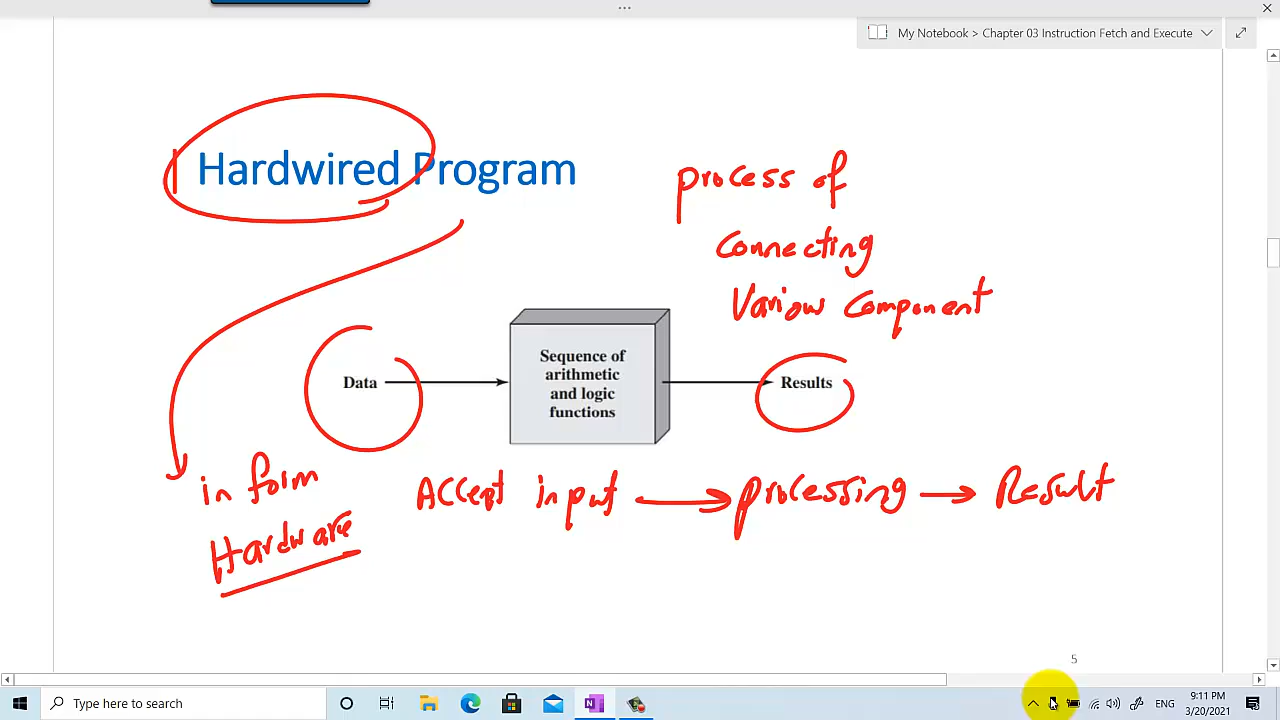 My Notebook > Chapter 03 Instruction Fetch and Execute
Hardwired Program
process of
connecting
Various component
Data
Sequence of
arithmetic
and logic
functions
Results
in form
Hardware
Accept input → processing → Result
5
Type here to search
ENG
9:11 PM
3/20/2021